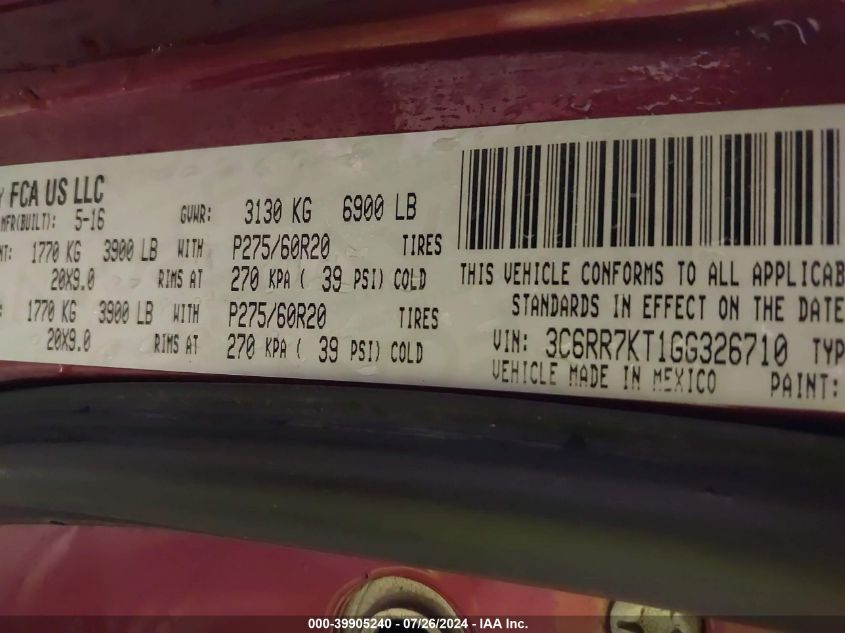 FCA US LLC
MFR(BUILT): 5-16 GVWR: 3130 KG 6900 LB
1770 KG 3900 LB WITH P275/60R20 TIRES
20X9.0 RIMS AT 270 KPA ( 39 PSI) COLD
1770 KG 3900 LB WITH P275/60R20 TIRES
20X9.0 RIMS AT 270 KPA ( 39 PSI) COLD
THIS VEHICLE CONFORMS TO ALL APPLICAB
STANDARDS IN EFFECT ON THE DATE
VIN: 3C6RR7KT1GG326710 TYP
VEHICLE MADE IN MEXICO PAINT:
000-39905240 - 07/26/2024 - IAA Inc.